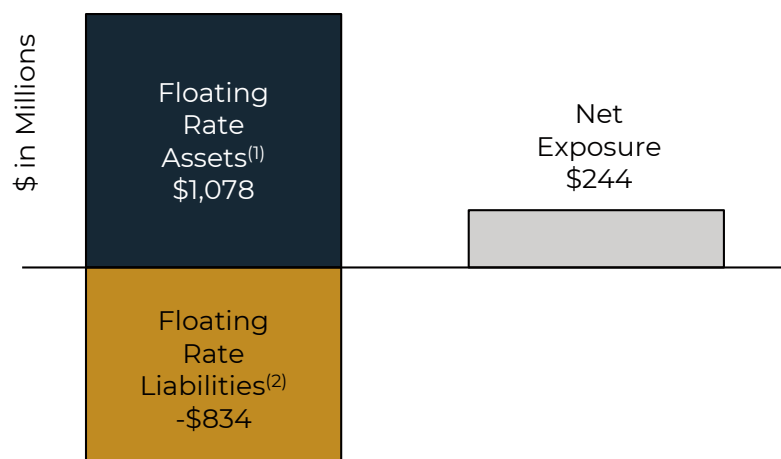 $ in Millions
Floating
Rate
Assets(1)
$1,078
Net
Exposure
$244
Floating
Rate
Liabilities(2)
-$834